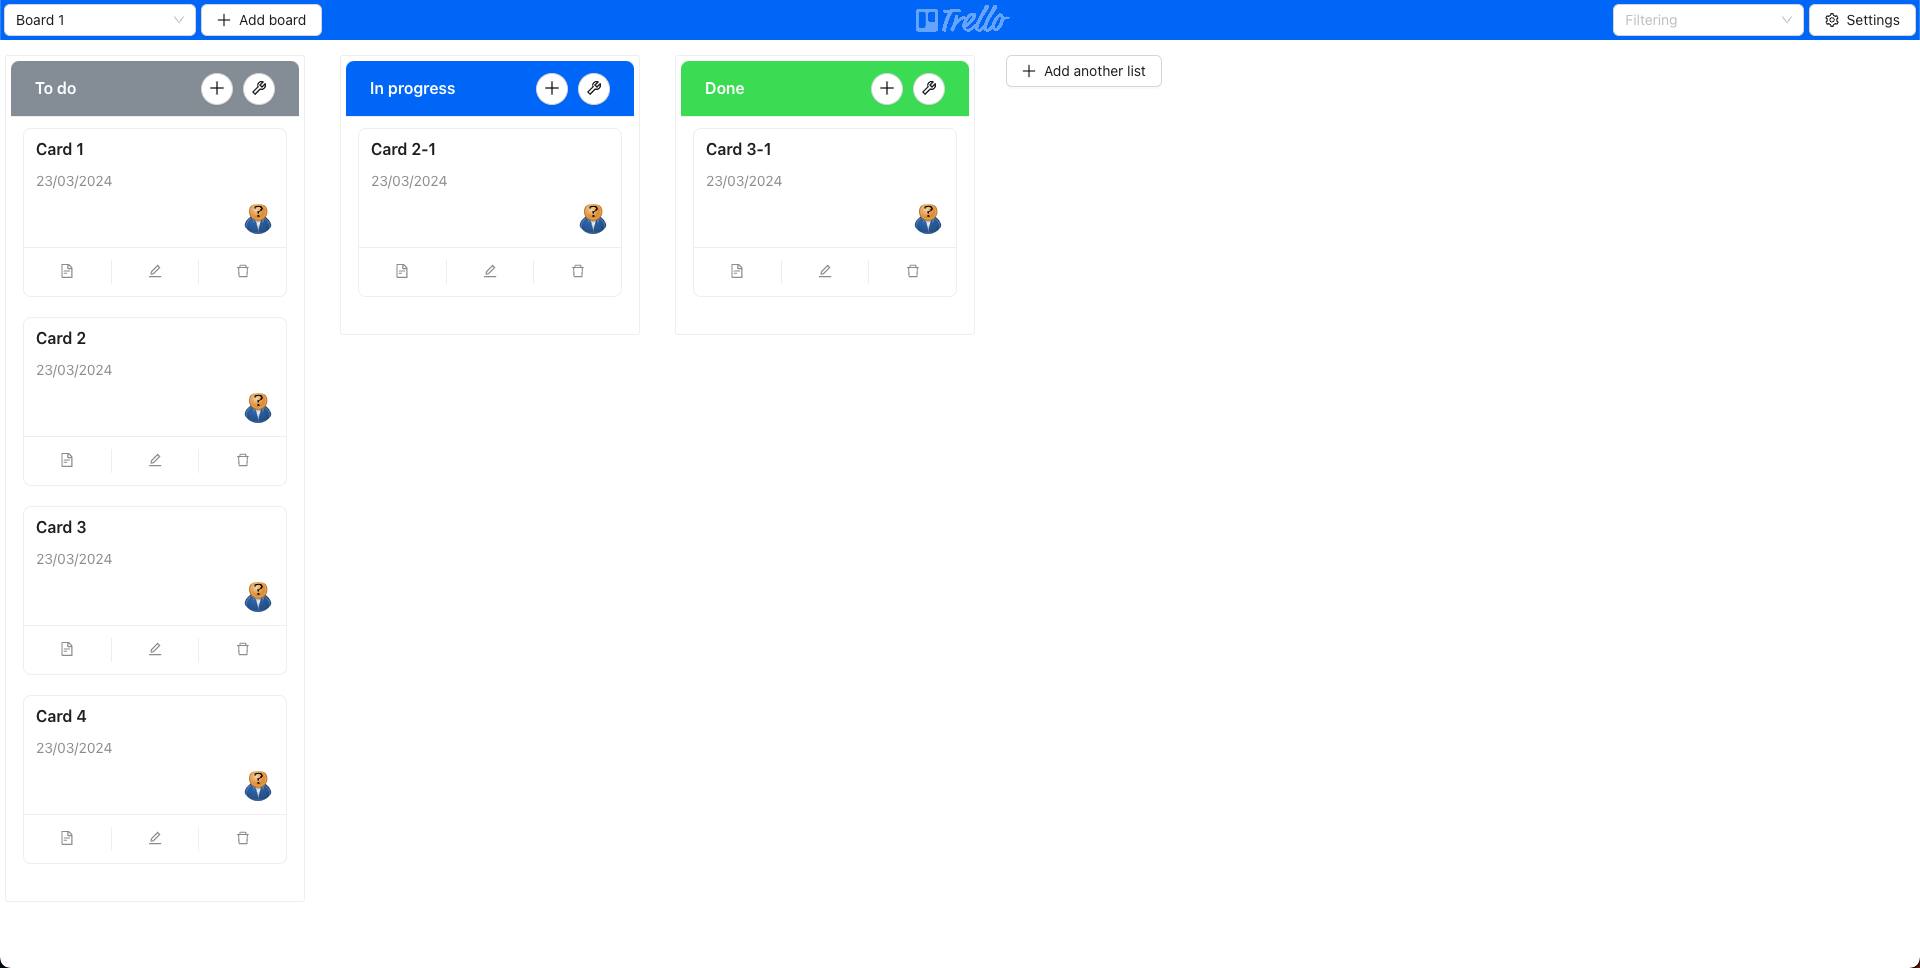 Board 1
Add board
Trello
Filtering
Settings
To do
Card 1
23/03/2024
Card 2
23/03/2024
Card 3
23/03/2024
Card 4
23/03/2024
In progress
Card 2-1
23/03/2024
Done
Card 3-1
23/03/2024
Add another list